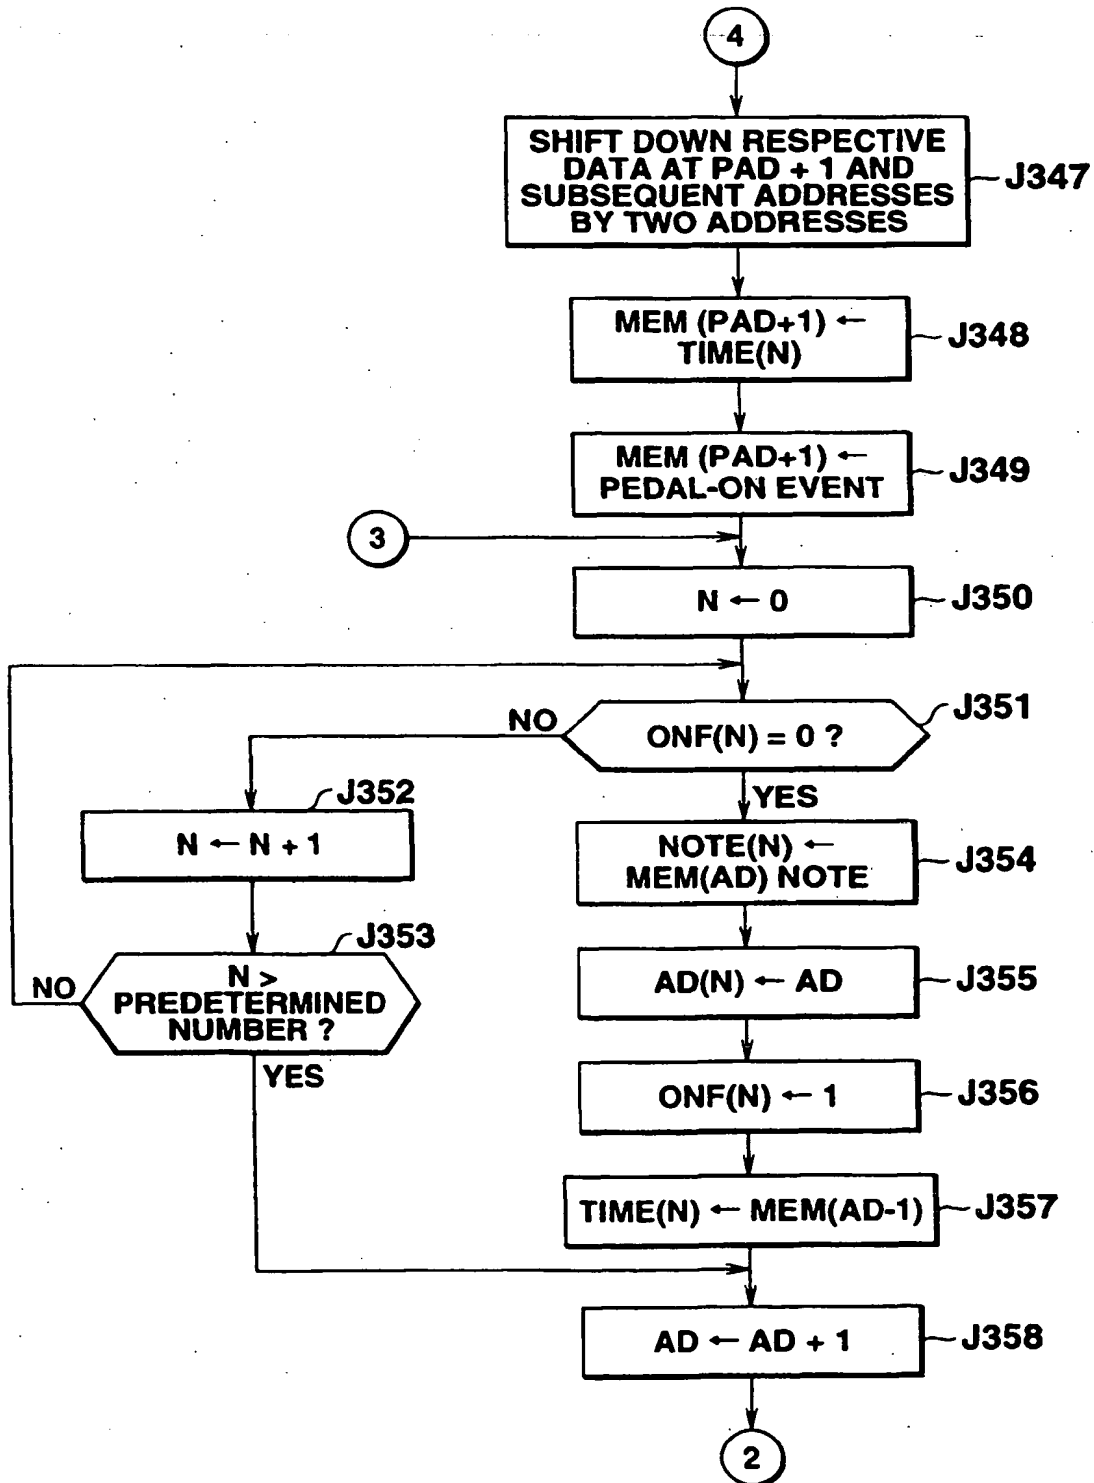 4
SHIFT DOWN RESPECTIVE
DATA AT PAD + 1 AND
SUBSEQUENT ADDRESSES
BY TWO ADDRESSES
J347
MEM (PAD+1) ←
TIME(N)
J348
MEM (PAD+1) ←
PEDAL-ON EVENT
J349
3
N ← 0
J350
ONF(N) = 0 ?
J351
NO
YES
J352
N ← N + 1
J353
N >
PREDETERMINED
NUMBER ?
NO
YES
NOTE(N) ←
MEM(AD) NOTE
J354
AD(N) ← AD
J355
ONF(N) ← 1
J356
TIME(N) ← MEM(AD-1)
J357
AD ← AD + 1
J358
2